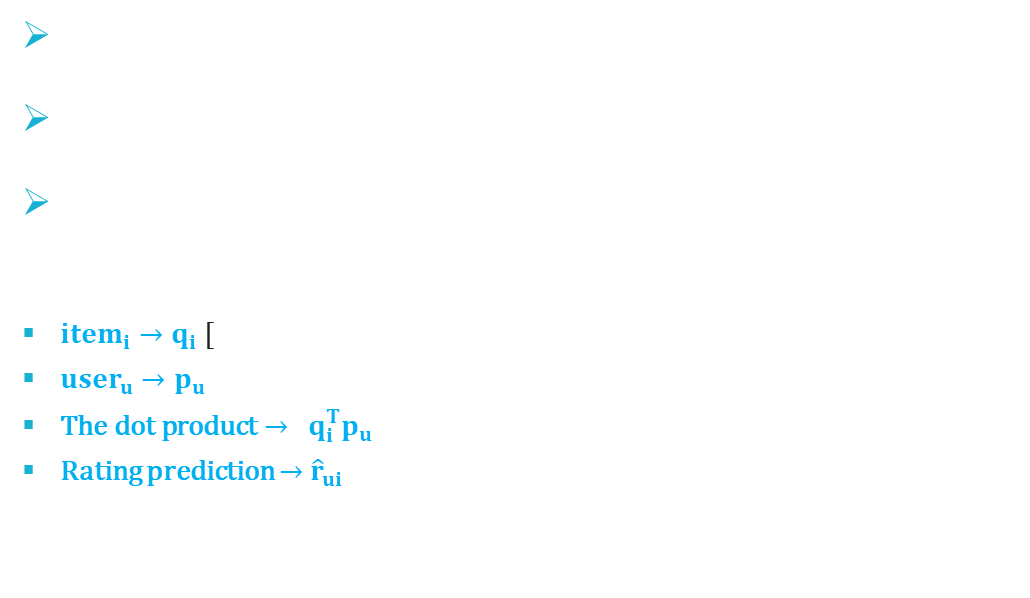 ➢
➢
➢
▪ itemᵢ → qᵢ [
▪ userᵤ → pᵤ
▪ The dot product → qᵢᵀpᵤ
▪ Rating prediction → r̂ᵤᵢ